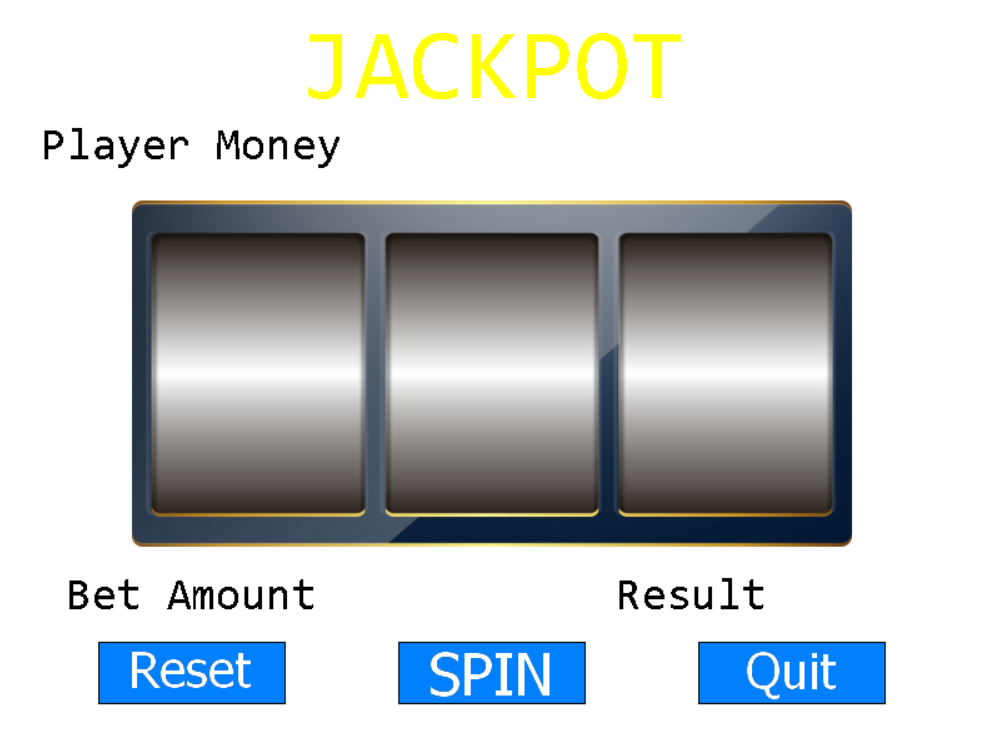 JACKPOT
Player Money
Bet Amount
Result
Reset
SPIN
Quit